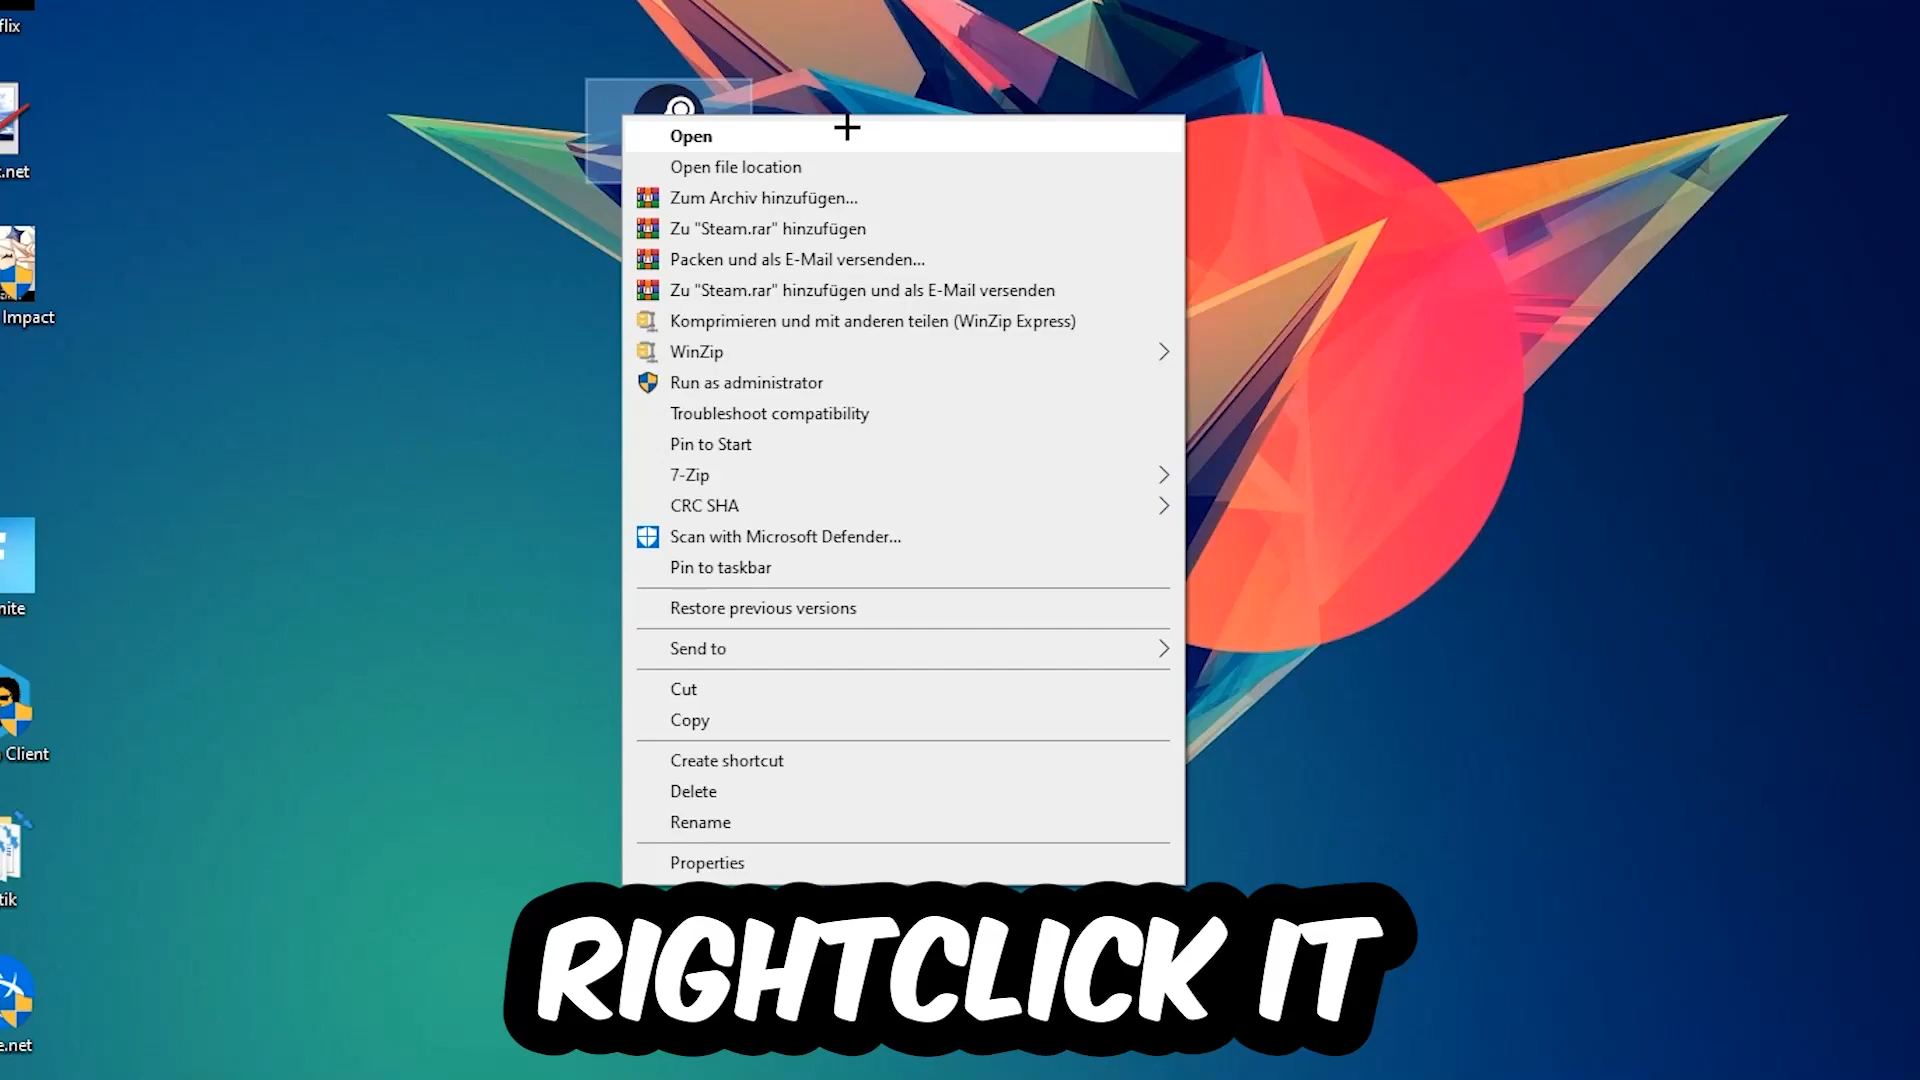 flix
.net
Impact
nite
Client
tik
e.net
Open
Open file location
Zum Archiv hinzufügen...
Zu "Steam.rar" hinzufügen
Packen und als E-Mail versenden...
Zu "Steam.rar" hinzufügen und als E-Mail versenden
Komprimieren und mit anderen teilen (WinZip Express)
WinZip
Run as administrator
Troubleshoot compatibility
Pin to Start
7-Zip
CRC SHA
Scan with Microsoft Defender...
Pin to taskbar
Restore previous versions
Send to
Cut
Copy
Create shortcut
Delete
Rename
Properties
RIGHTCLICK IT